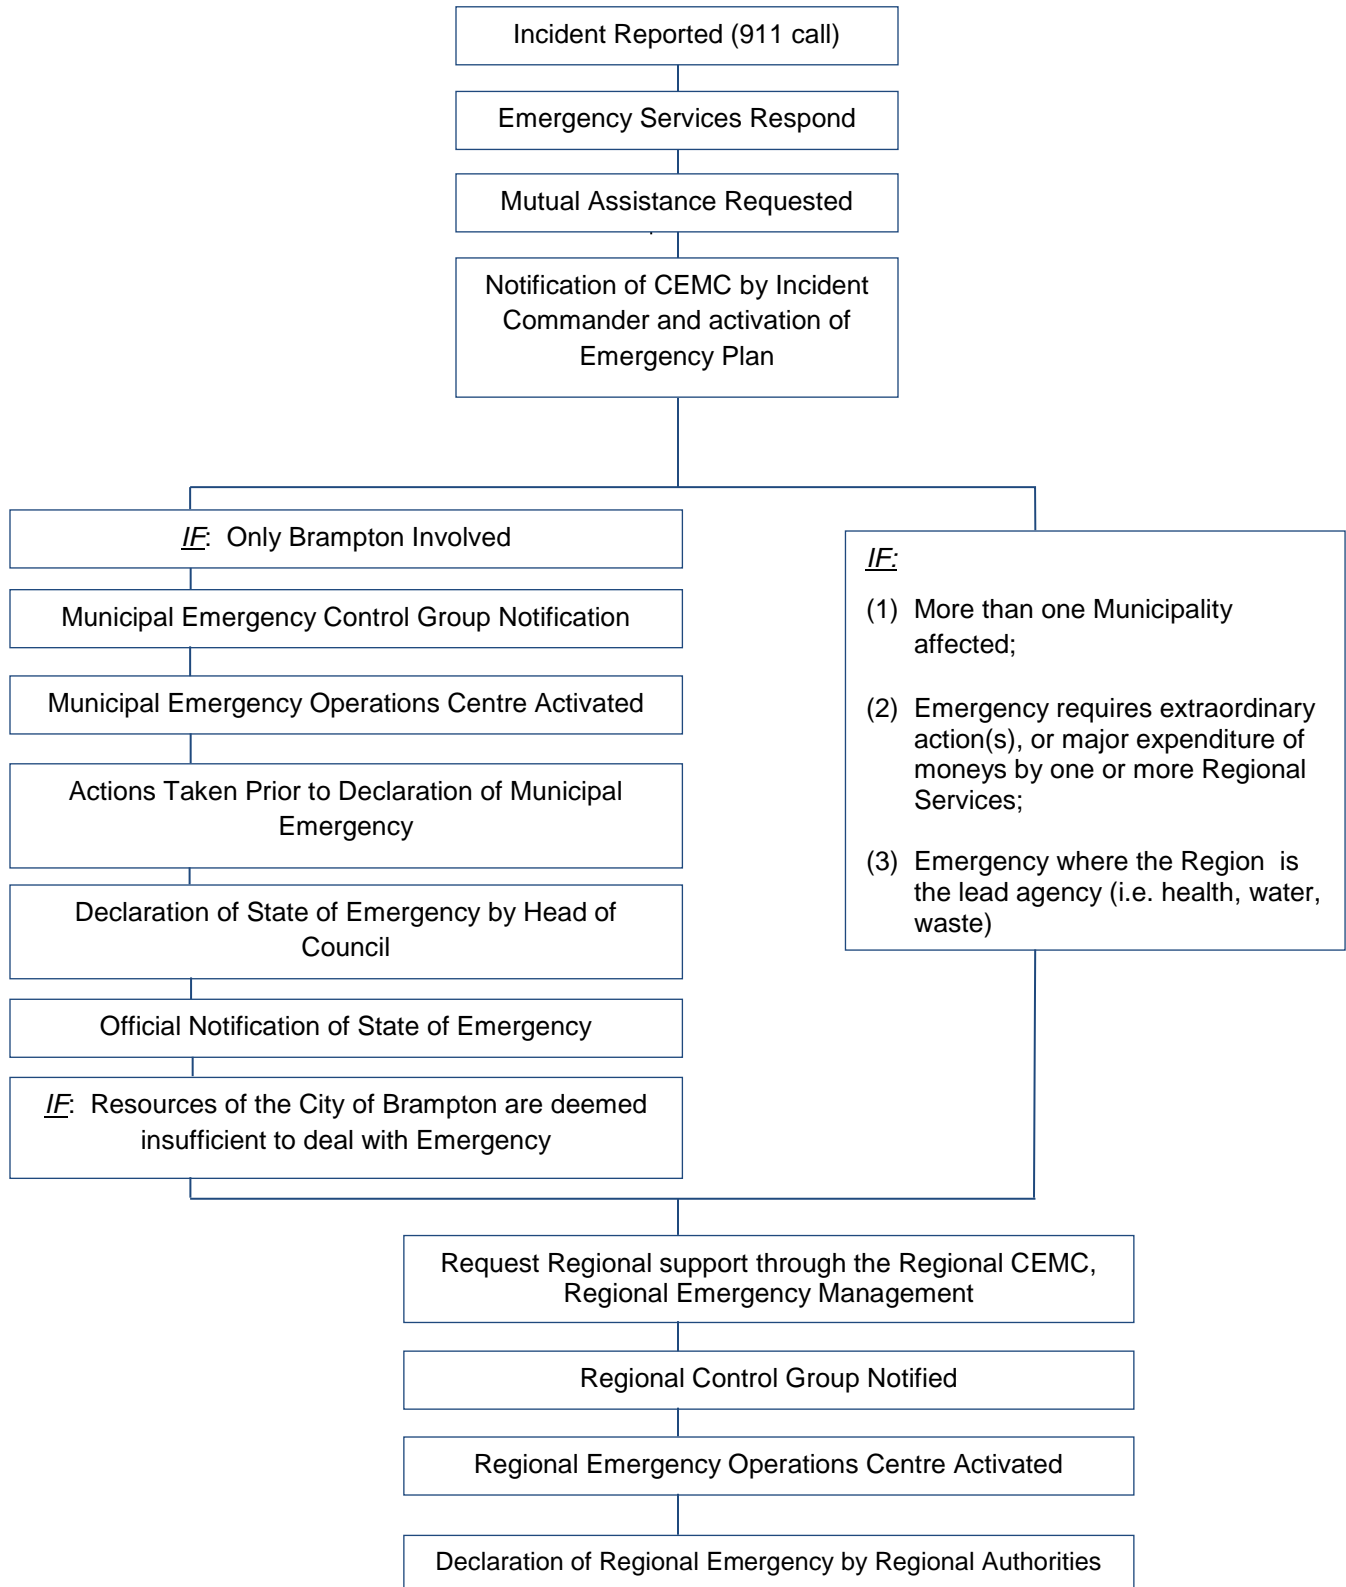 Incident Reported (911 call)
Emergency Services Respond
Mutual Assistance Requested
Notification of CEMC by Incident
Commander and activation of
Emergency Plan
IF:  Only Brampton Involved
Municipal Emergency Control Group Notification
Municipal Emergency Operations Centre Activated
Actions Taken Prior to Declaration of Municipal
Emergency
Declaration of State of Emergency by Head of
Council
Official Notification of State of Emergency
IF:  Resources of the City of Brampton are deemed
insufficient to deal with Emergency
IF:
(1) More than one Municipality
affected;
(2) Emergency requires extraordinary
action(s), or major expenditure of
moneys by one or more Regional
Services;
(3) Emergency where the Region  is
the lead agency (i.e. health, water,
waste)
Request Regional support through the Regional CEMC,
Regional Emergency Management
Regional Control Group Notified
Regional Emergency Operations Centre Activated
Declaration of Regional Emergency by Regional Authorities